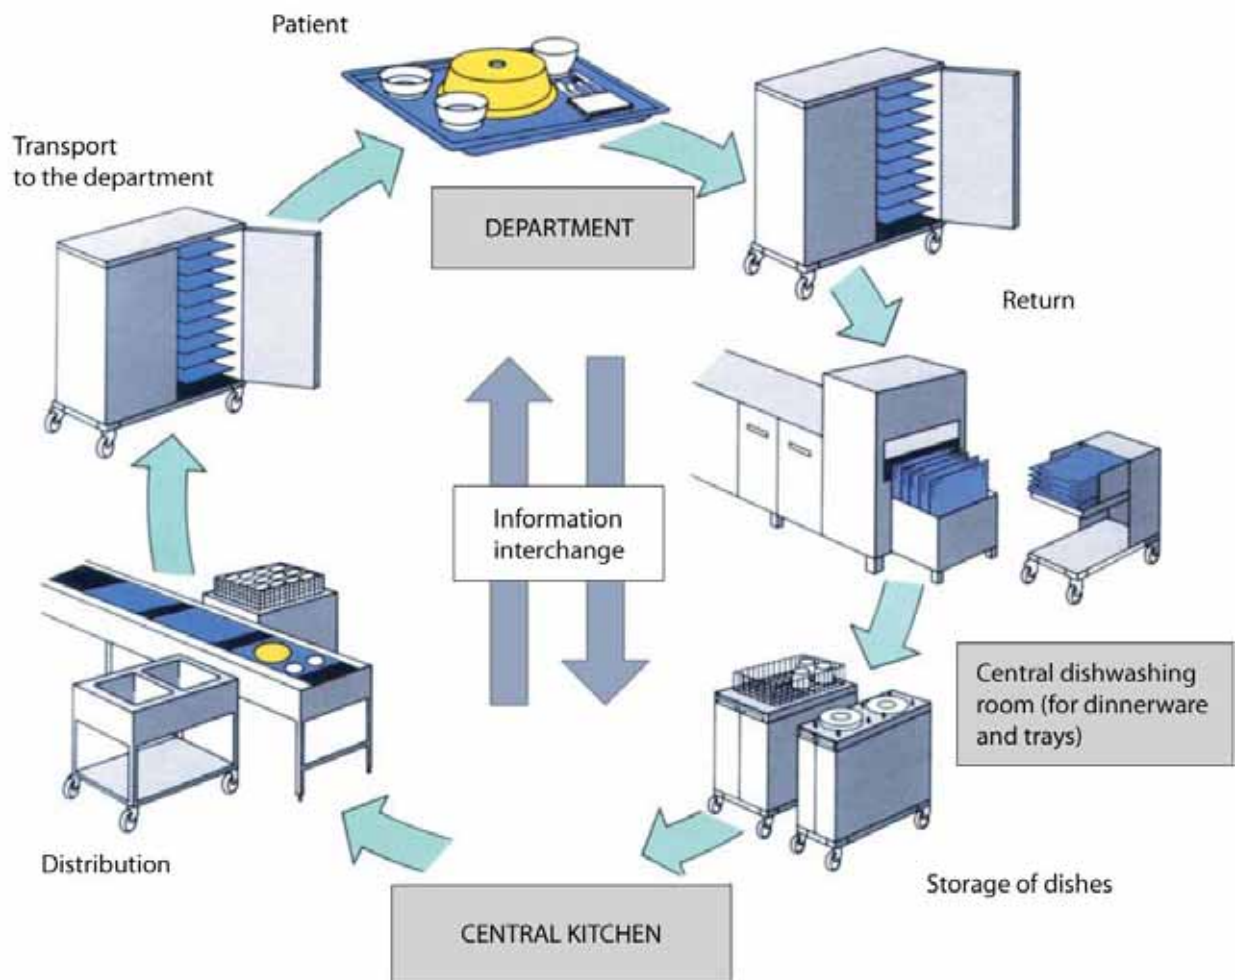 Patient
Transport
to the department
DEPARTMENT
Return
Information
interchange
Central dishwashing
room (for dinnerware
and trays)
Distribution
Storage of dishes
CENTRAL KITCHEN